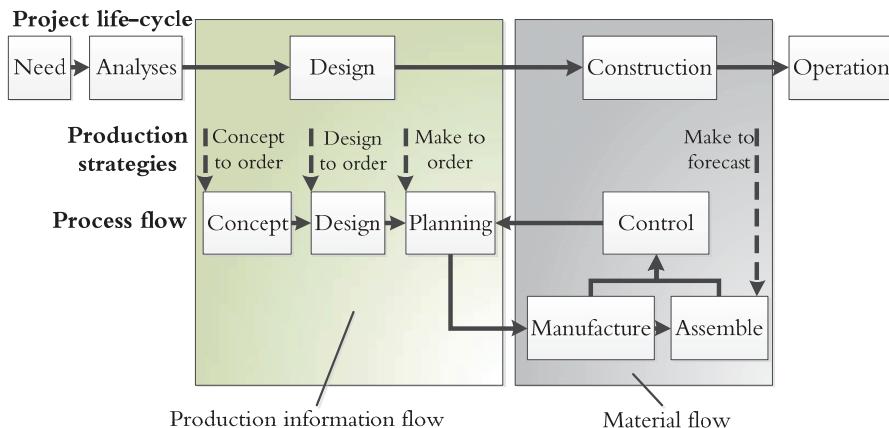 Project life-cycle
Need
Analyses
Design
Construction
Operation
Production
strategies
Concept
to order
Design
to order
Make to
order
Make to
forecast
Process flow
Concept
Design
Planning
Control
Manufacture
Assemble
Production information flow
Material flow